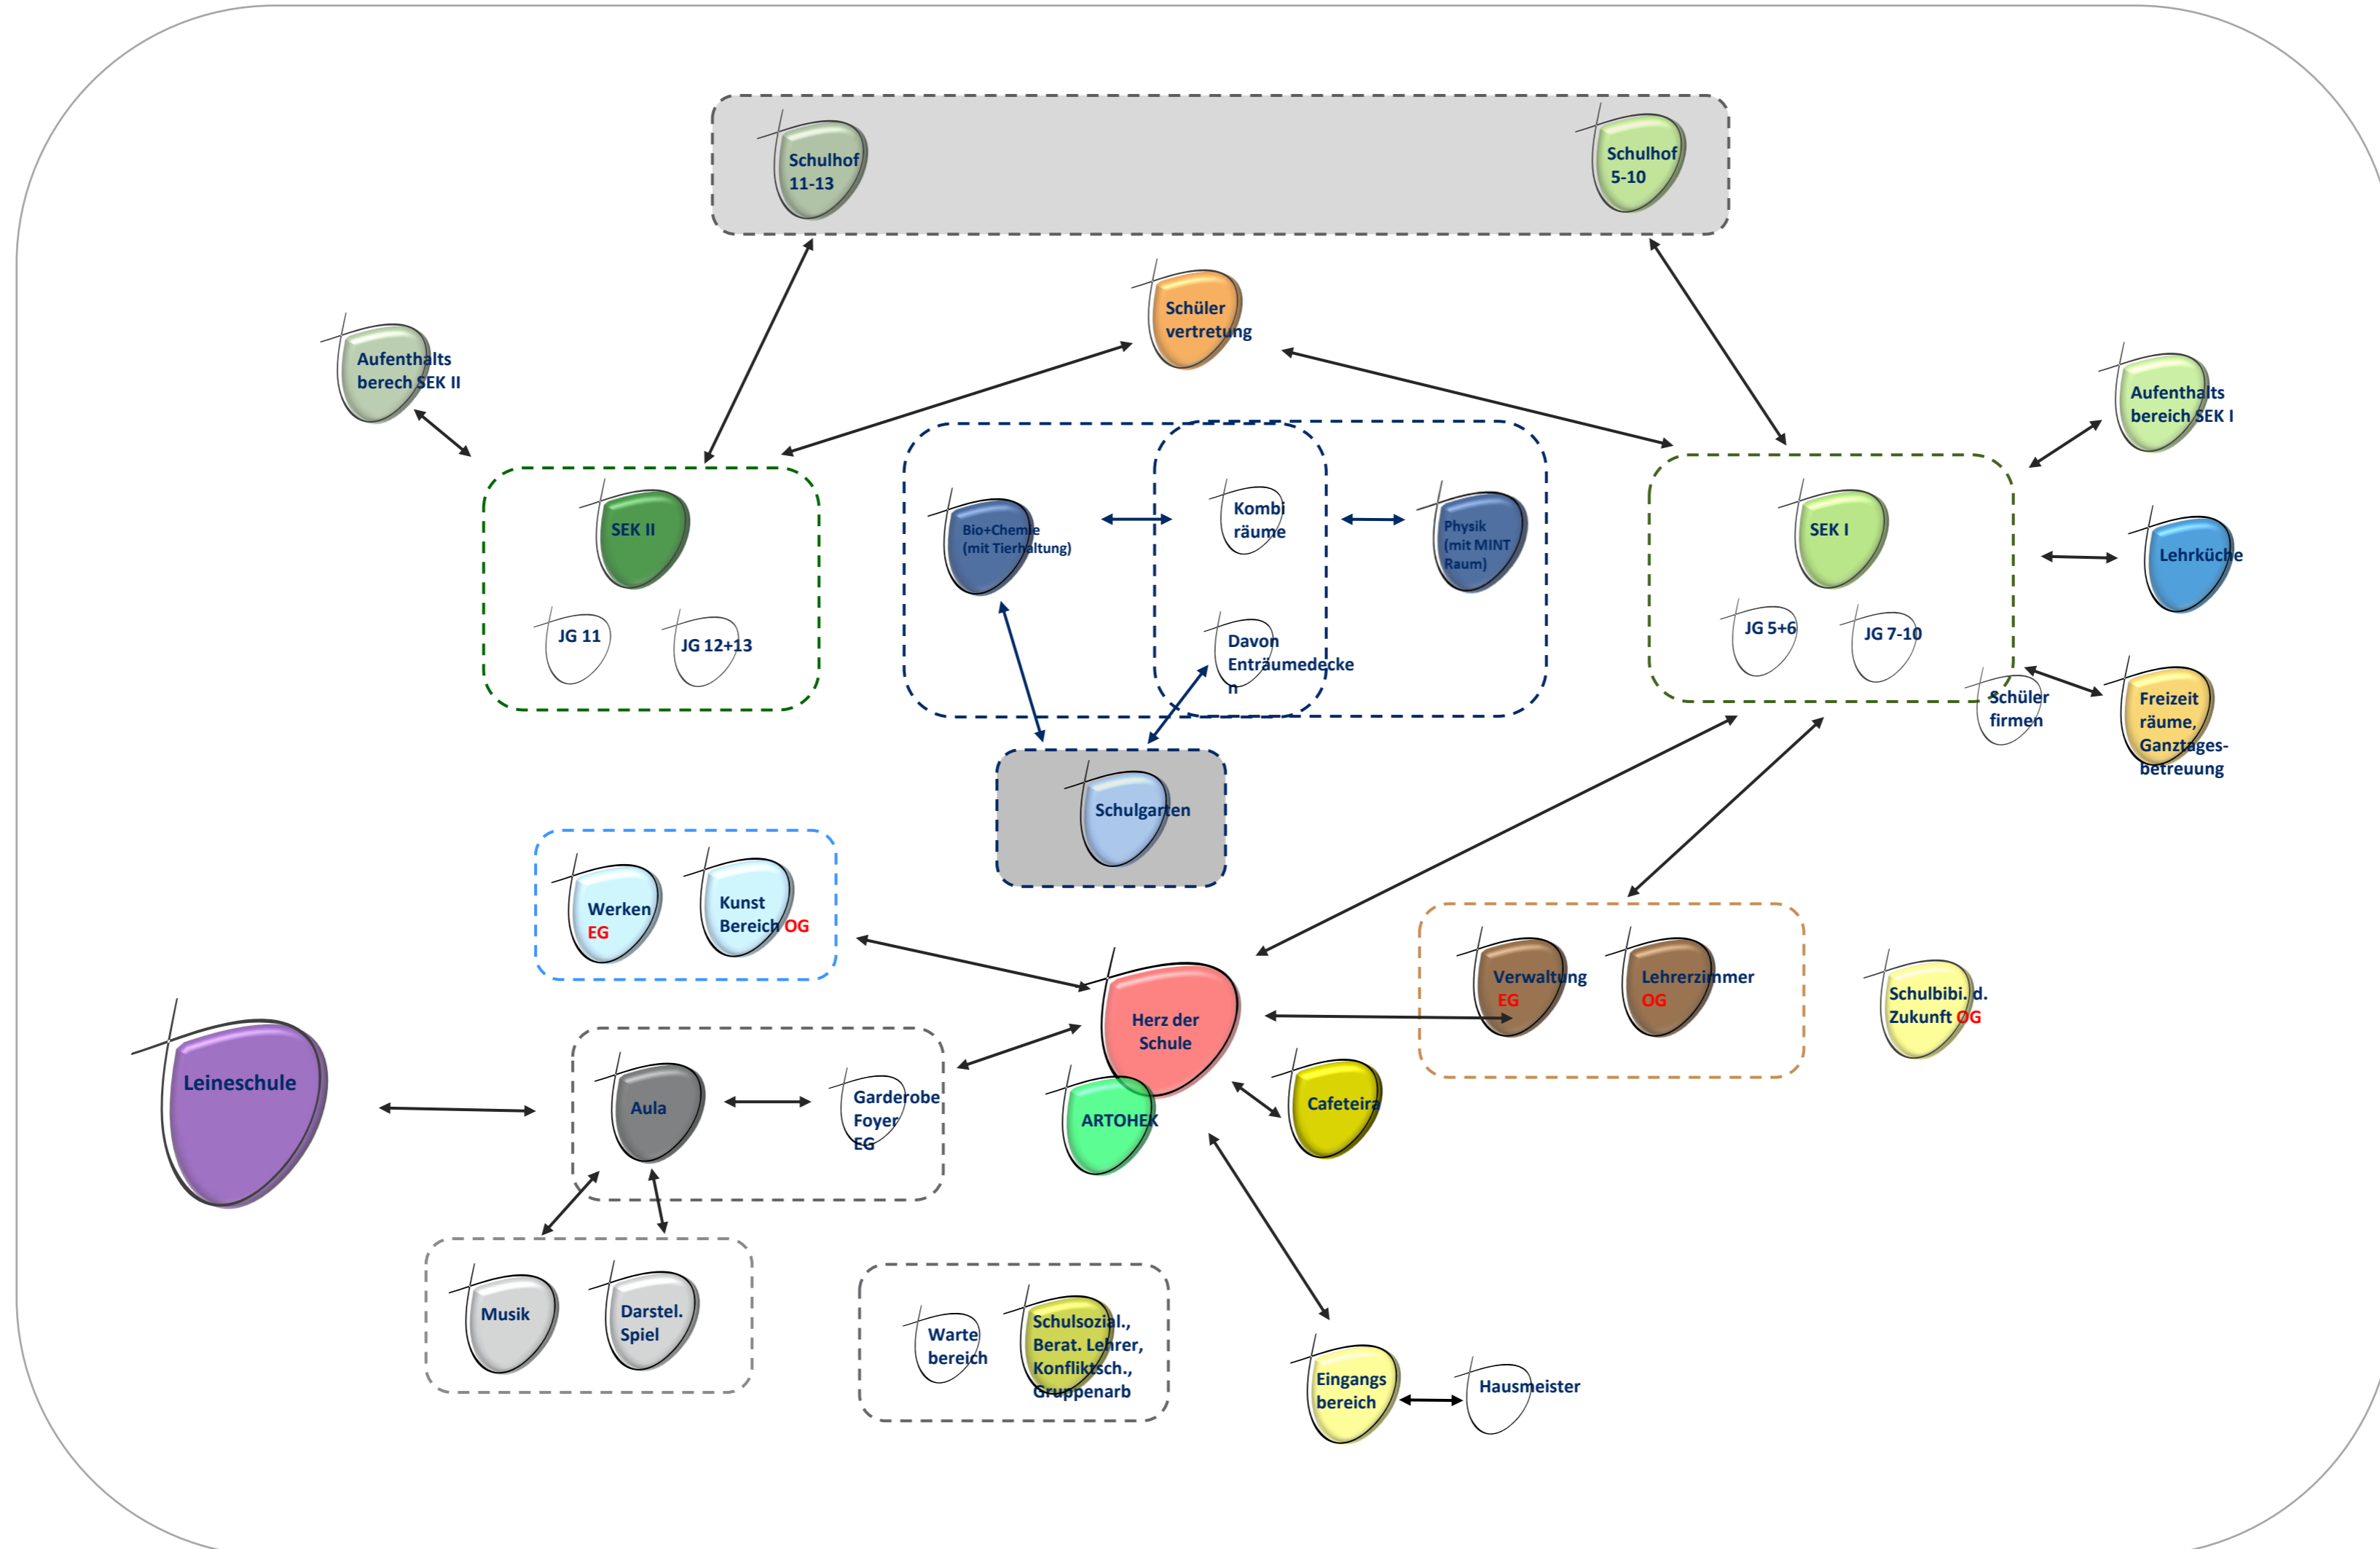 Schulhof
11-13
Schulhof
5-10
Schüler
vertretung
Aufenthalts
berech SEK II
Aufenthalts
bereich SEK I
SEK II
JG 11
JG 12+13
Bio+Chemie
(mit Tierhaltung)
Kombi
räume
Physik
(mit MINT
Raum)
Davon
Enträumedecke
n
SEK I
JG 5+6
JG 7-10
Lehrküche
Schüler
firmen
Freizeit
räume,
Ganztages-
betreuung
Schulgarten
Werken
EG
Kunst
Bereich OG
Verwaltung
EG
Lehrerzimmer
OG
Schulbibi. d.
Zukunft OG
Herz der
Schule
Leineschule
Aula
Garderobe
Foyer
EG
ARTOHEK
Cafeteira
Musik
Darstel.
Spiel
Warte
bereich
Schulsozial.,
Berat. Lehrer,
Konfliktsch.,
Gruppenarb
Eingangs
bereich
Hausmeister